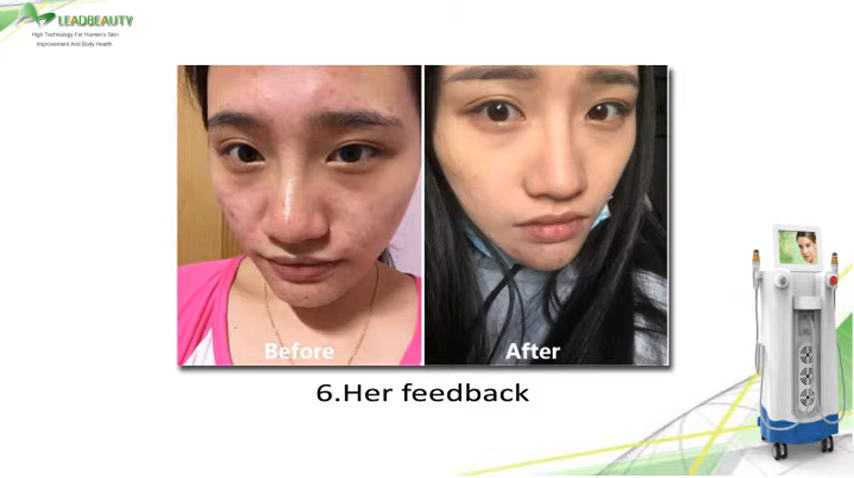 LEADBEAUTY
High Technology For Human's Skin
Improvement And Body Health
Before
After
6.Her feedback